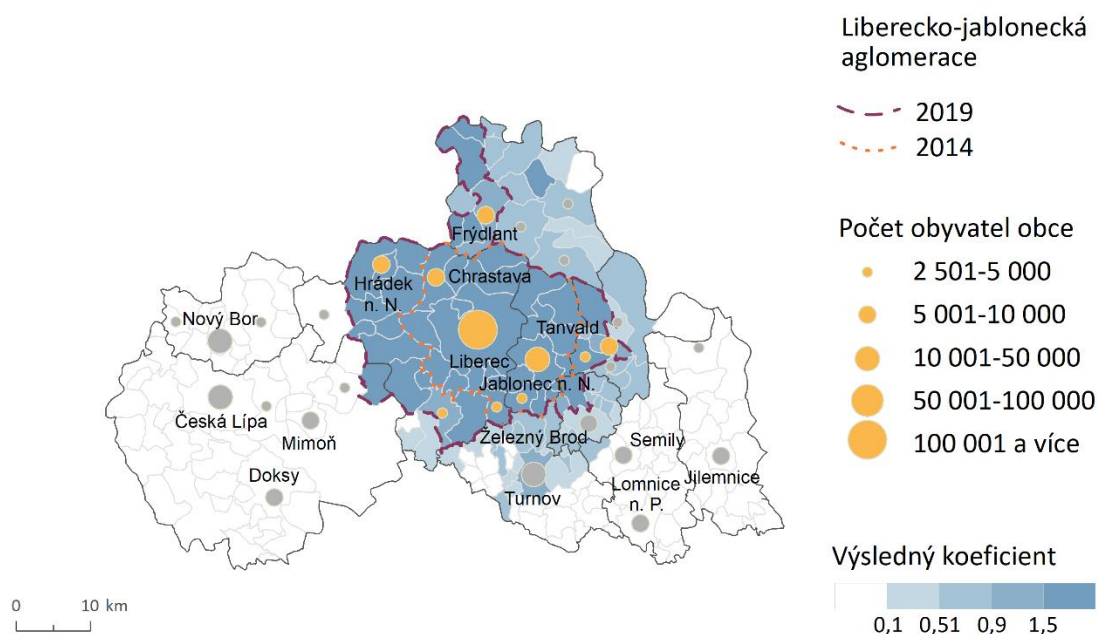 Liberecko-jablonecká
aglomerace
2019
2014
Počet obyvatel obce
2 501-5 000
5 001-10 000
10 001-50 000
50 001-100 000
100 001 a více
Výsledný koeficient
0,1 0,51 0,9 1,5
Frýdlant
Hrádek
n. N.
Chrastava
Nový Bor
Tanvald
Liberec
Jablonec n. N.
Česká Lípa
Mimoň
Železný Brod
Semily
Doksy
Turnov
Lomnice
n. P.
Jilemnice
0 10 km